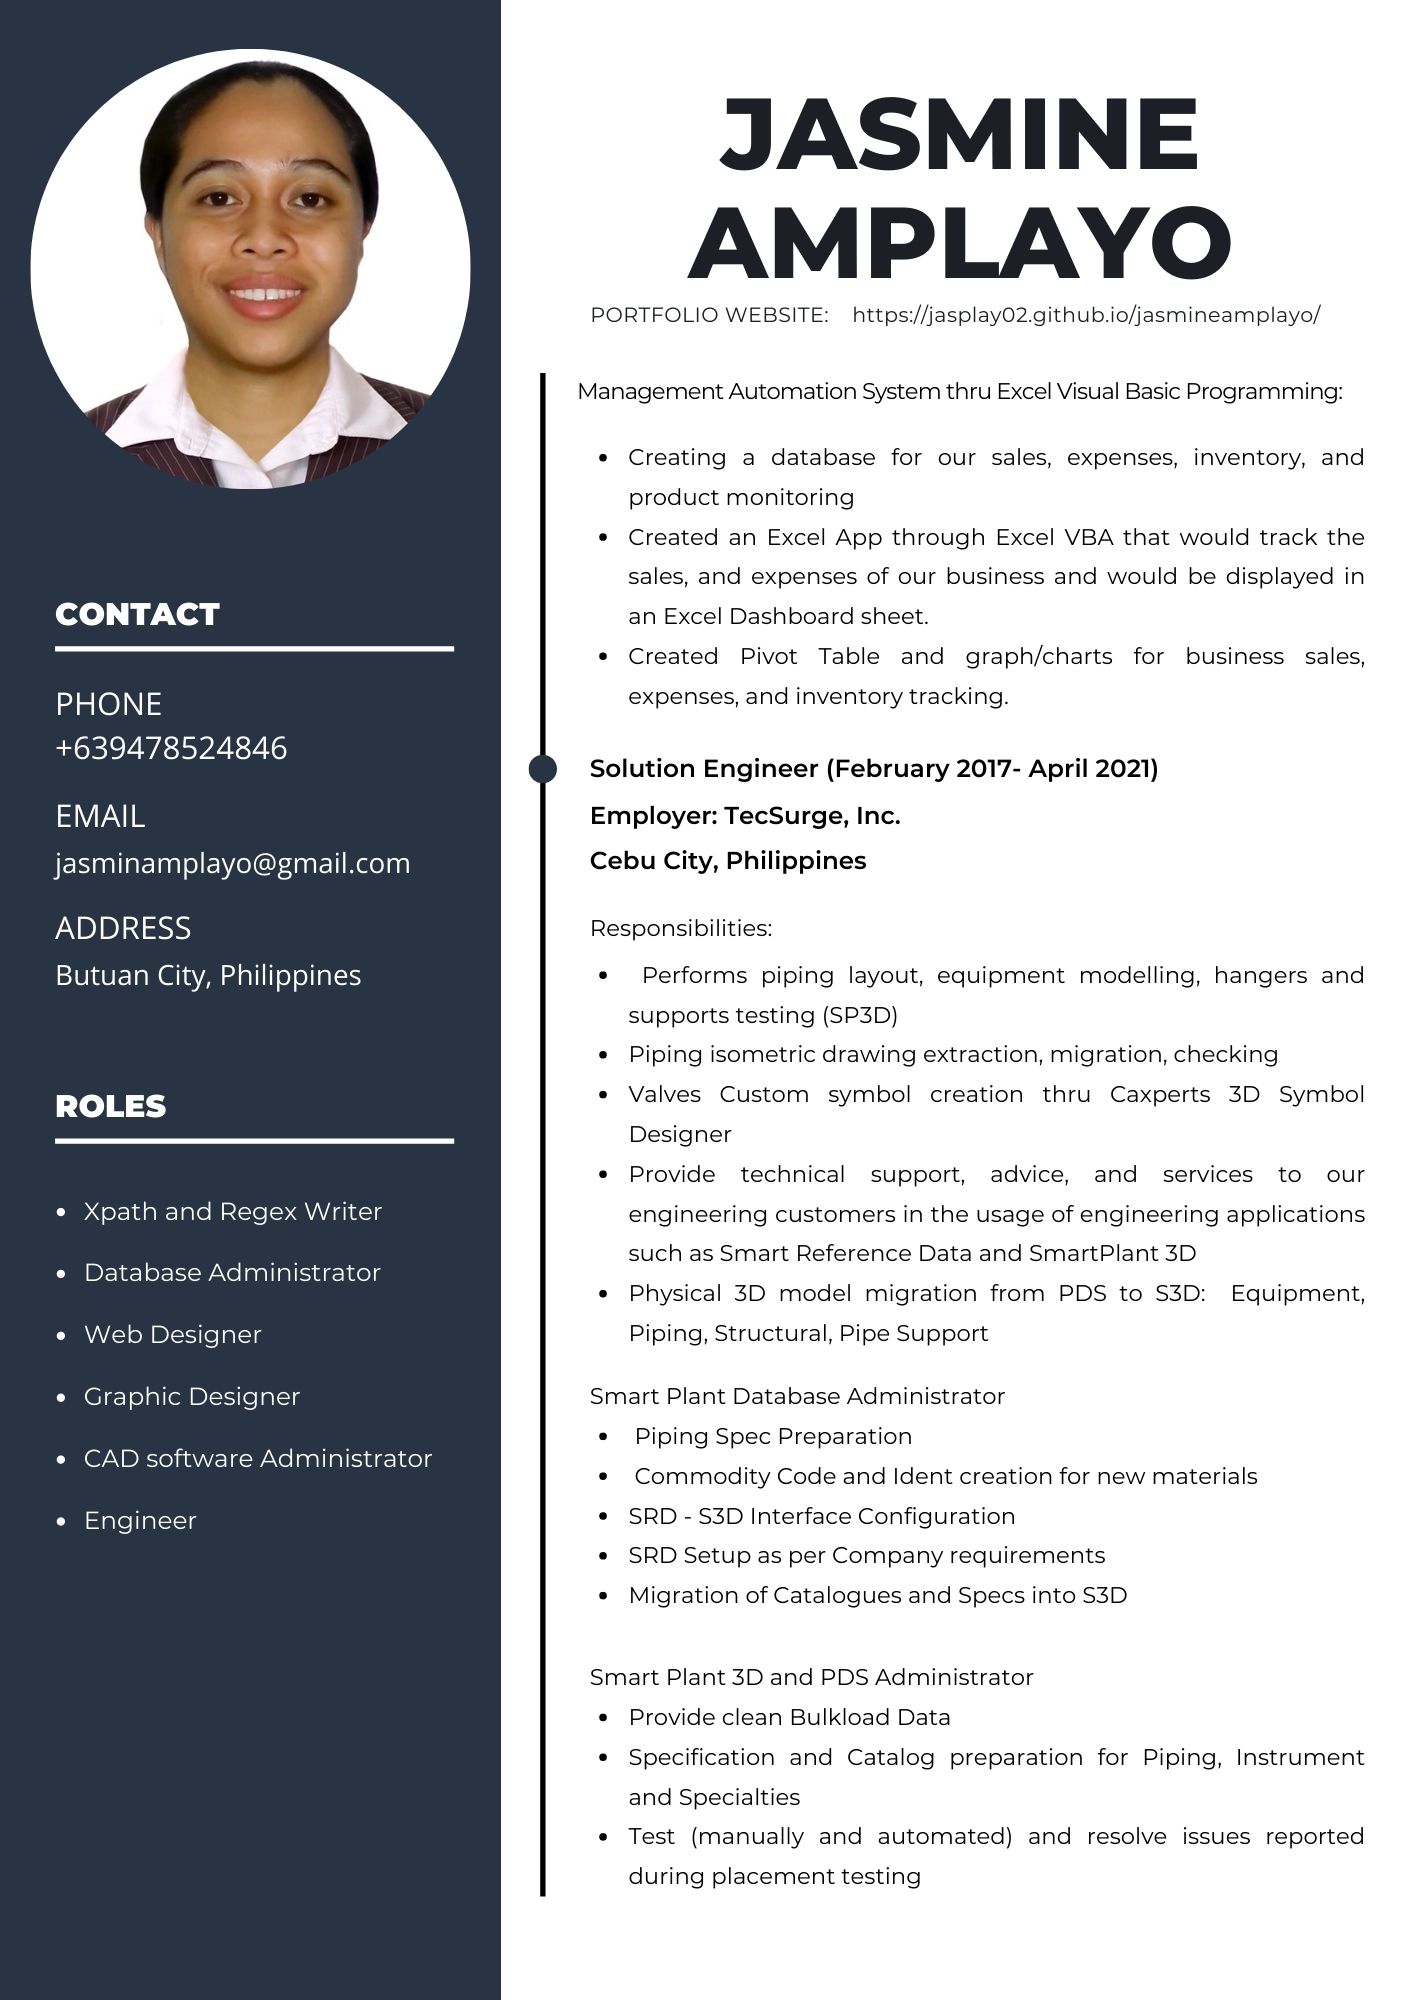 JASMINE
AMPLAYO
PORTFOLIO WEBSITE: https://jasplay02.github.io/jasmineamplayo/
CONTACT
PHONE
+639478524846
EMAIL
jasminamplayo@gmail.com
ADDRESS
Butuan City, Philippines
ROLES
• Xpath and Regex Writer
• Database Administrator
• Web Designer
• Graphic Designer
• CAD software Administrator
• Engineer
Management Automation System thru Excel Visual Basic Programming:
• Creating a database for our sales, expenses, inventory, and
product monitoring
• Created an Excel App through Excel VBA that would track the
sales, and expenses of our business and would be displayed in
an Excel Dashboard sheet.
• Created Pivot Table and graph/charts for business sales,
expenses, and inventory tracking.
Solution Engineer (February 2017- April 2021)
Employer: TecSurge, Inc.
Cebu City, Philippines
Responsibilities:
• Performs piping layout, equipment modelling, hangers and
supports testing (SP3D)
• Piping isometric drawing extraction, migration, checking
• Valves Custom symbol creation thru Caxperts 3D Symbol
Designer
• Provide technical support, advice, and services to our
engineering customers in the usage of engineering applications
such as Smart Reference Data and SmartPlant 3D
• Physical 3D model migration from PDS to S3D: Equipment,
Piping, Structural, Pipe Support
Smart Plant Database Administrator
• Piping Spec Preparation
• Commodity Code and Ident creation for new materials
• SRD - S3D Interface Configuration
• SRD Setup as per Company requirements
• Migration of Catalogues and Specs into S3D
Smart Plant 3D and PDS Administrator
• Provide clean Bulkload Data
• Specification and Catalog preparation for Piping, Instrument
and Specialties
• Test (manually and automated) and resolve issues reported
during placement testing